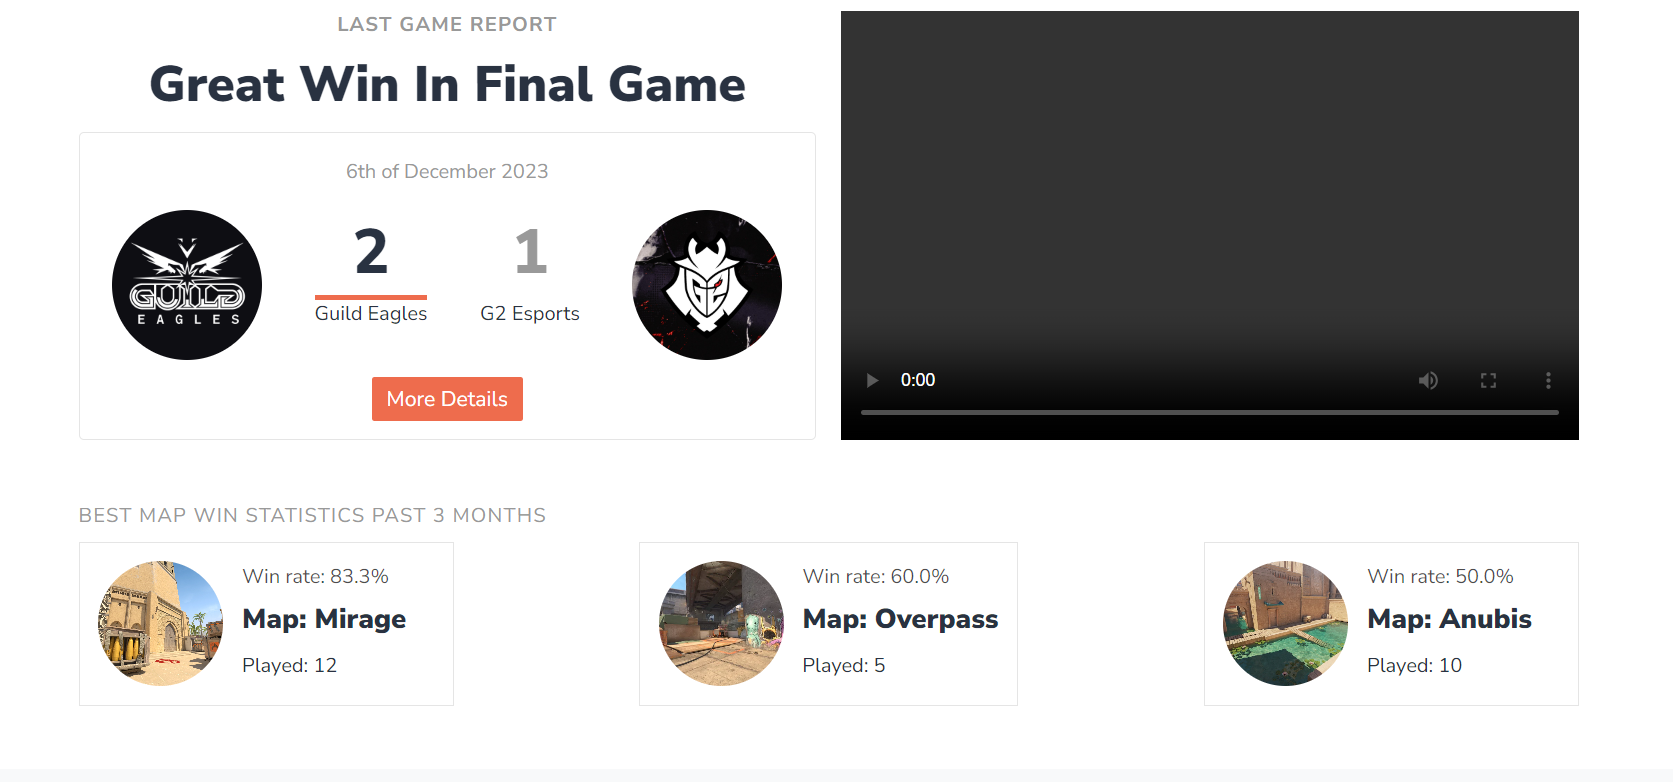 LAST GAME REPORT
Great Win In Final Game
6th of December 2023
GUILD
EAGLES
2
Guild Eagles
1
G2 Esports
G2
More Details
0:00
BEST MAP WIN STATISTICS PAST 3 MONTHS
Win rate: 83.3%
Map: Mirage
Played: 12
Win rate: 60.0%
Map: Overpass
Played: 5
Win rate: 50.0%
Map: Anubis
Played: 10